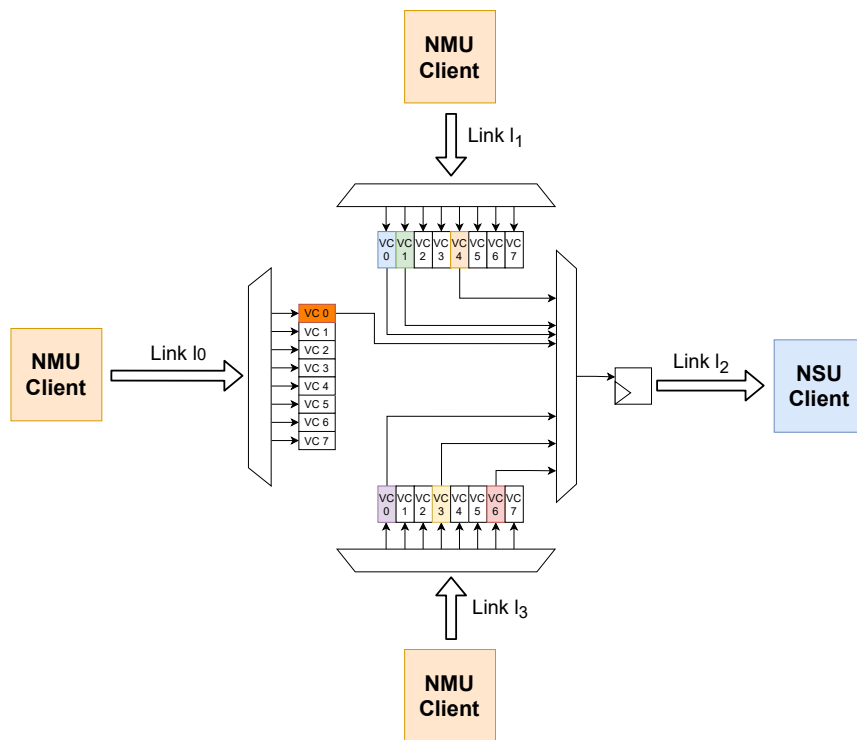 NMU
Client
Link l1
VC 0
VC 1
VC 2
VC 3
VC 4
VC 5
VC 6
VC 7
NMU
Client
Link l0
VC 0
VC 1
VC 2
VC 3
VC 4
VC 5
VC 6
VC 7
Link l2
NSU
Client
VC 0
VC 1
VC 2
VC 3
VC 4
VC 5
VC 6
VC 7
Link l3
NMU
Client